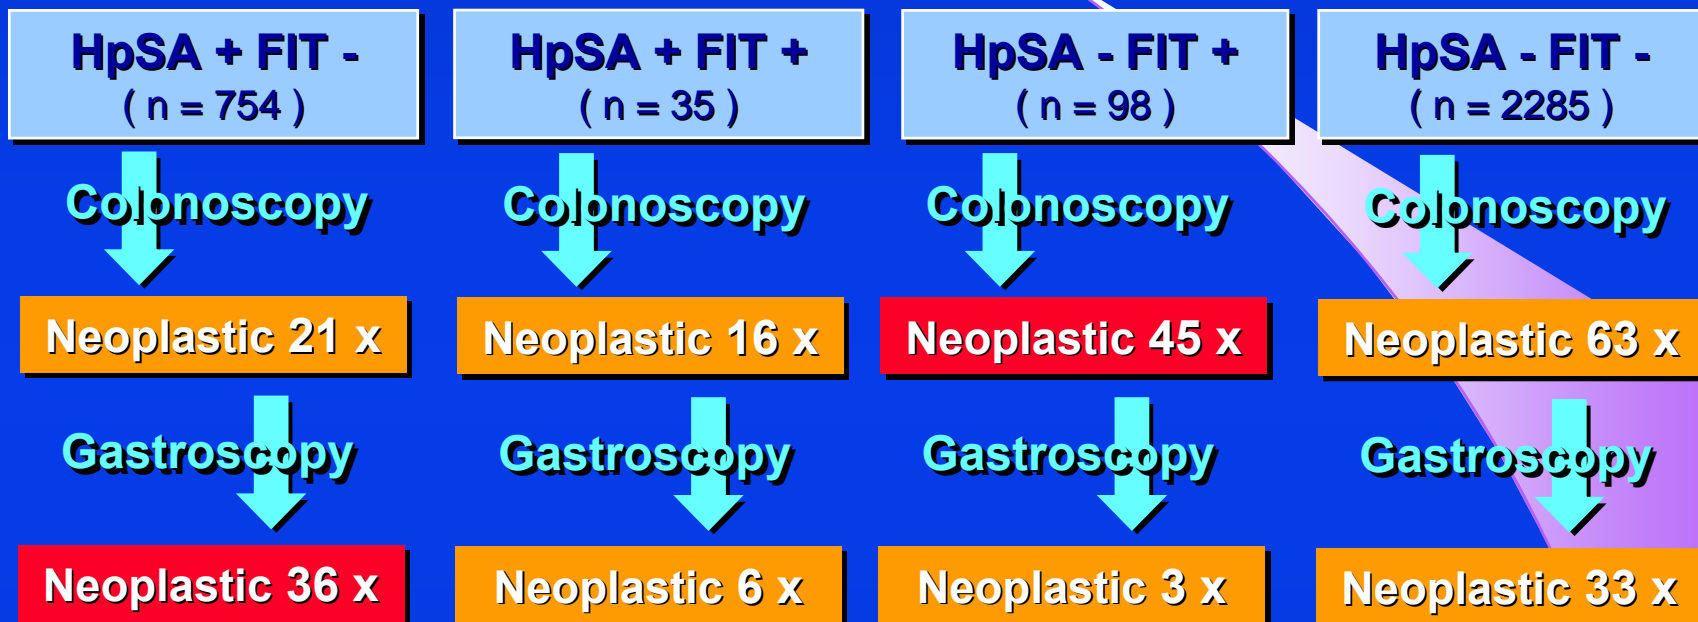 HpSA + FIT -
( n = 754 )
HpSA + FIT +
( n = 35 )
HpSA - FIT +
( n = 98 )
HpSA - FIT -
( n = 2285 )
Colonoscopy
Colonoscopy
Colonoscopy
Colonoscopy
Neoplastic 21 x
Neoplastic 16 x
Neoplastic 45 x
Neoplastic 63 x
Gastroscopy
Gastroscopy
Gastroscopy
Gastroscopy
Neoplastic 36 x
Neoplastic 6 x
Neoplastic 3 x
Neoplastic 33 x